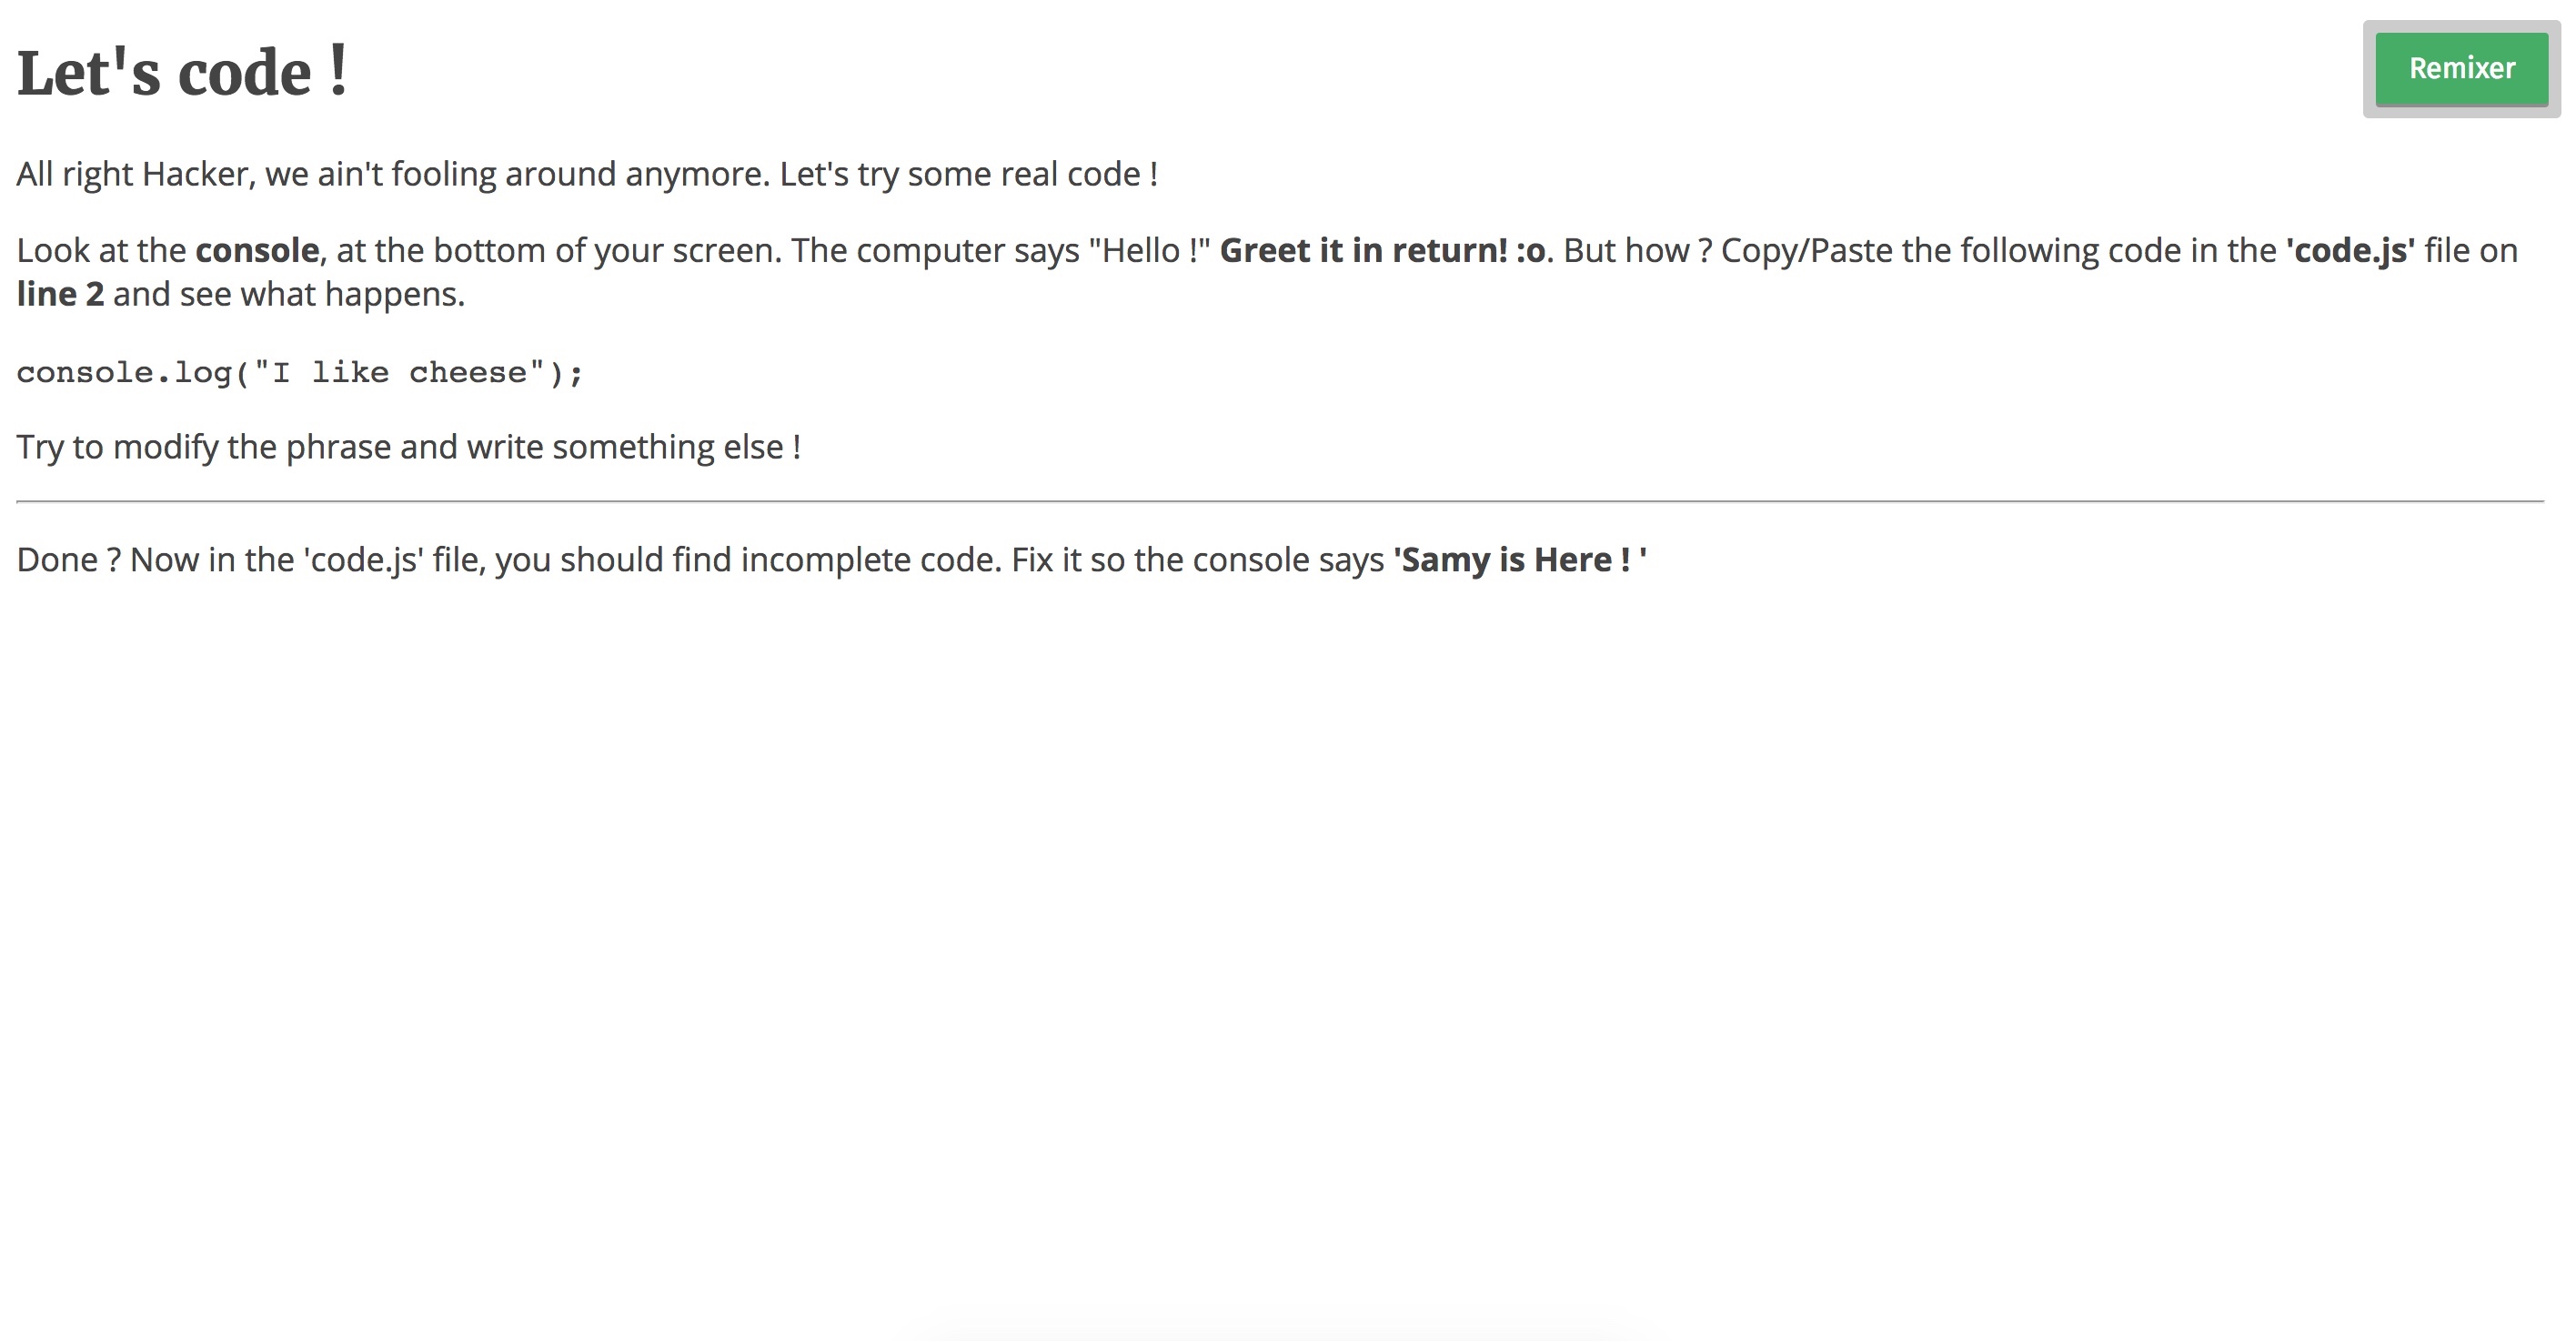 Let's code !
Remixer
All right Hacker, we ain't fooling around anymore. Let's try some real code !
Look at the console, at the bottom of your screen. The computer says "Hello !" Greet it in return! :o. But how ? Copy/Paste the following code in the 'code.js' file on
line 2 and see what happens.
console.log("I like cheese");
Try to modify the phrase and write something else !
Done ? Now in the 'code.js' file, you should find incomplete code. Fix it so the console says 'Samy is Here ! '